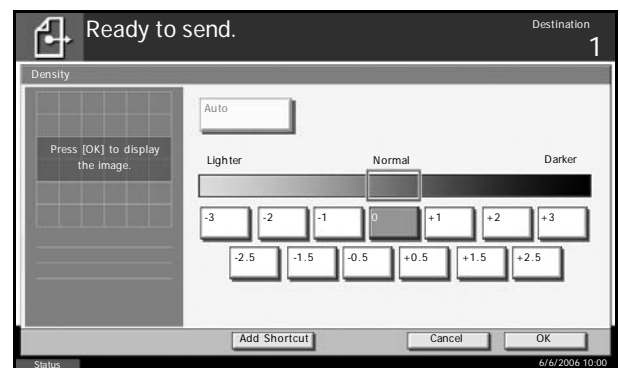 Ready to send.
Destination
1
Density
Auto
Press [OK] to display
the image.
Lighter Normal Darker
-3 -2 -1 0 +1 +2 +3
-2.5 -1.5 -0.5 +0.5 +1.5 +2.5
Add Shortcut Cancel OK
Status 6/6/2006 10:00